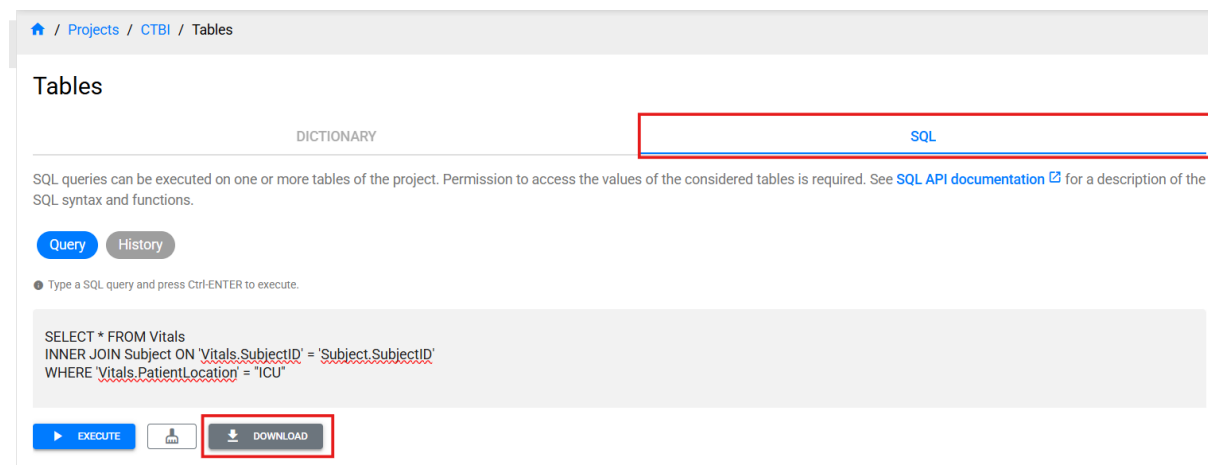 / Projects / CTBI / Tables
Tables
DICTIONARY
SQL
SQL queries can be executed on one or more tables of the project. Permission to access the values of the considered tables is required. See SQL API documentation for a description of the
SQL syntax and functions.
Query
History
Type a SQL query and press Ctrl-ENTER to execute.
SELECT * FROM Vitals
INNER JOIN Subject ON 'Vitals.SubjectID' = 'Subject.SubjectID'
WHERE 'Vitals.PatientLocation' = "ICU"
EXECUTE
DOWNLOAD